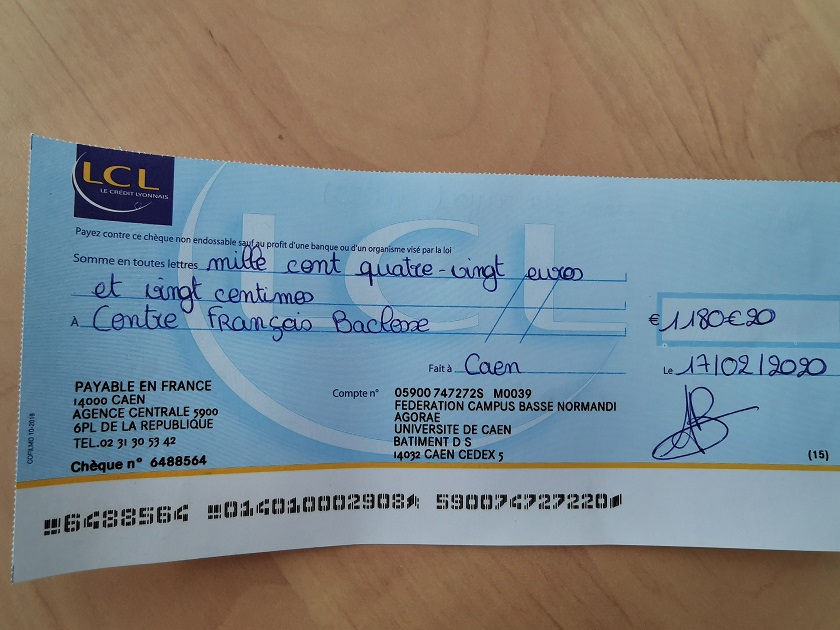 LCL
LE CRÉDIT LYONNAIS
Payez contre ce chèque non endossable sauf au profit d'une banque ou d'un organisme visé par la loi
Somme en toutes lettres mille cent quatre-vingt euros
et vingt centimes
À Centre François Baclesse
€ 1180€20
Fait à Caen
Le 17/02/2020
PAYABLE EN FRANCE
14000 CAEN
AGENCE CENTRALE 5900
6PL DE LA REPUBLIQUE
TEL.02 31 30 53 42
Chèque n° 6488564
Compte n° 05900 747272S M0039
FEDERATION CAMPUS BASSE NORMANDI
AGORAE
UNIVERSITE DE CAEN
BATIMENT D S
14032 CAEN CEDEX 5
(15)
6488564 014010002908 590074727220